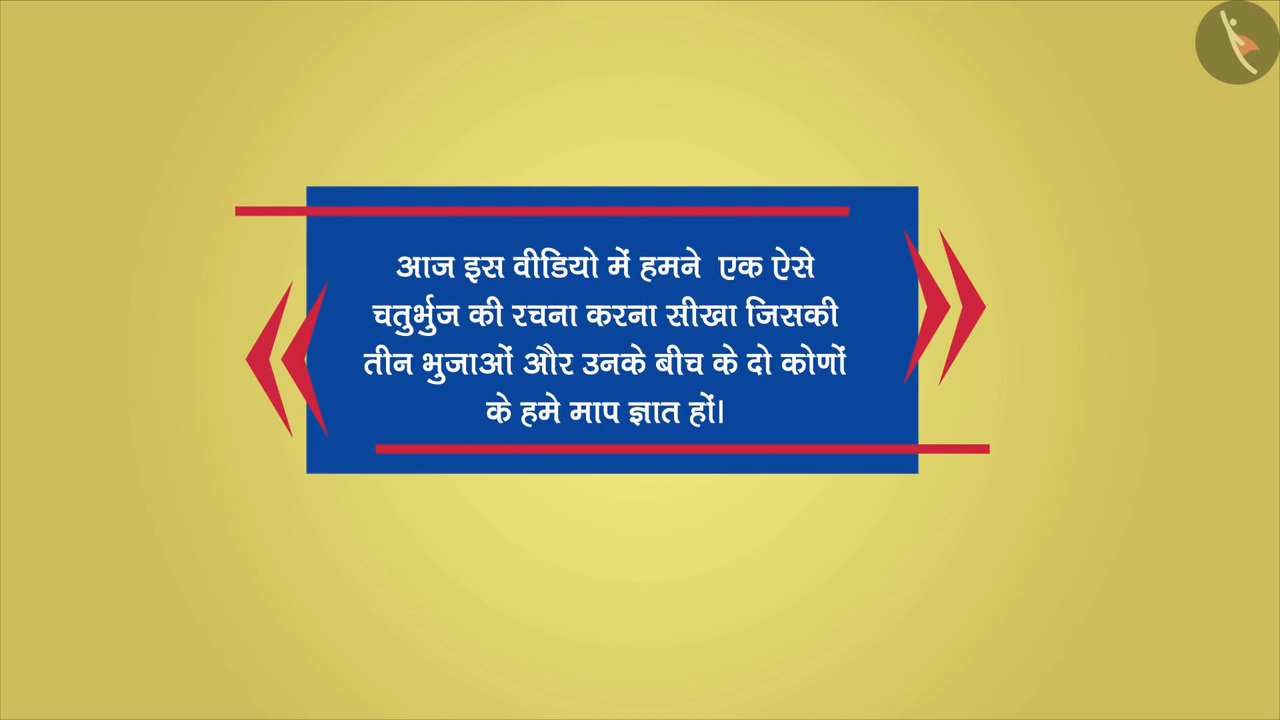 आज इस वीडियो में हमने एक ऐसे
चतुर्भुज की रचना करना सीखा जिसकी
तीन भुजाओं और उनके बीच के दो कोणों
के हमे माप ज्ञात हों।